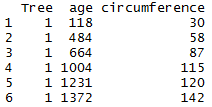 Tree age circumference
1 1 118 30
2 1 484 58
3 1 664 87
4 1 1004 115
5 1 1231 120
6 1 1372 142